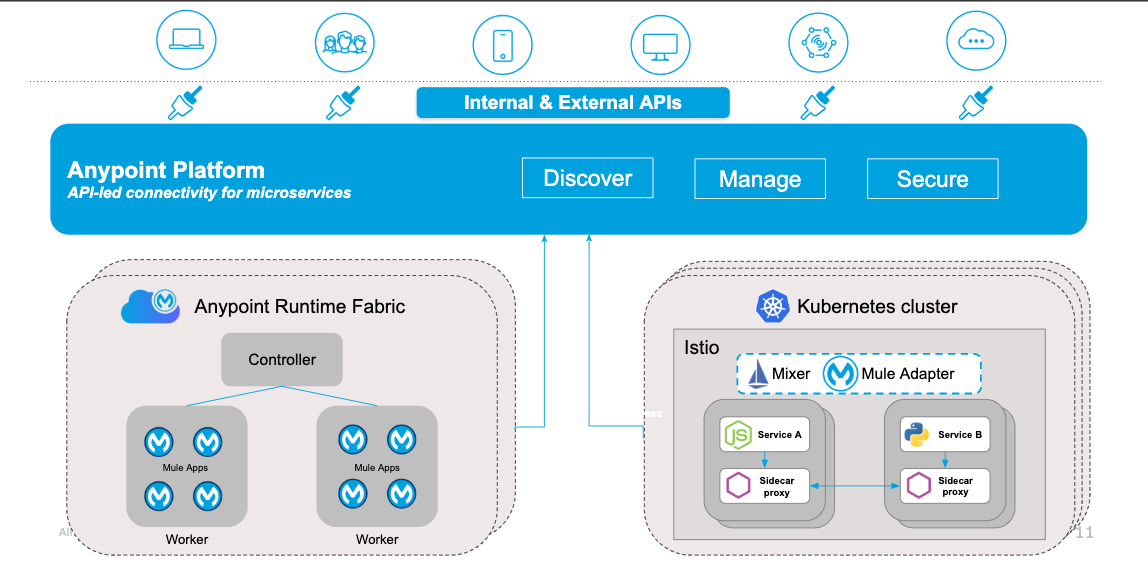 Internal & External APIs
Anypoint Platform
API-led connectivity for microservices
Discover
Manage
Secure
Anypoint Runtime Fabric
Controller
Mule Apps
Mule Apps
Worker
Worker
Kubernetes cluster
Istio
Mixer
Mule Adapter
JS
Service A
Sidecar
proxy
Service B
Sidecar
proxy
11